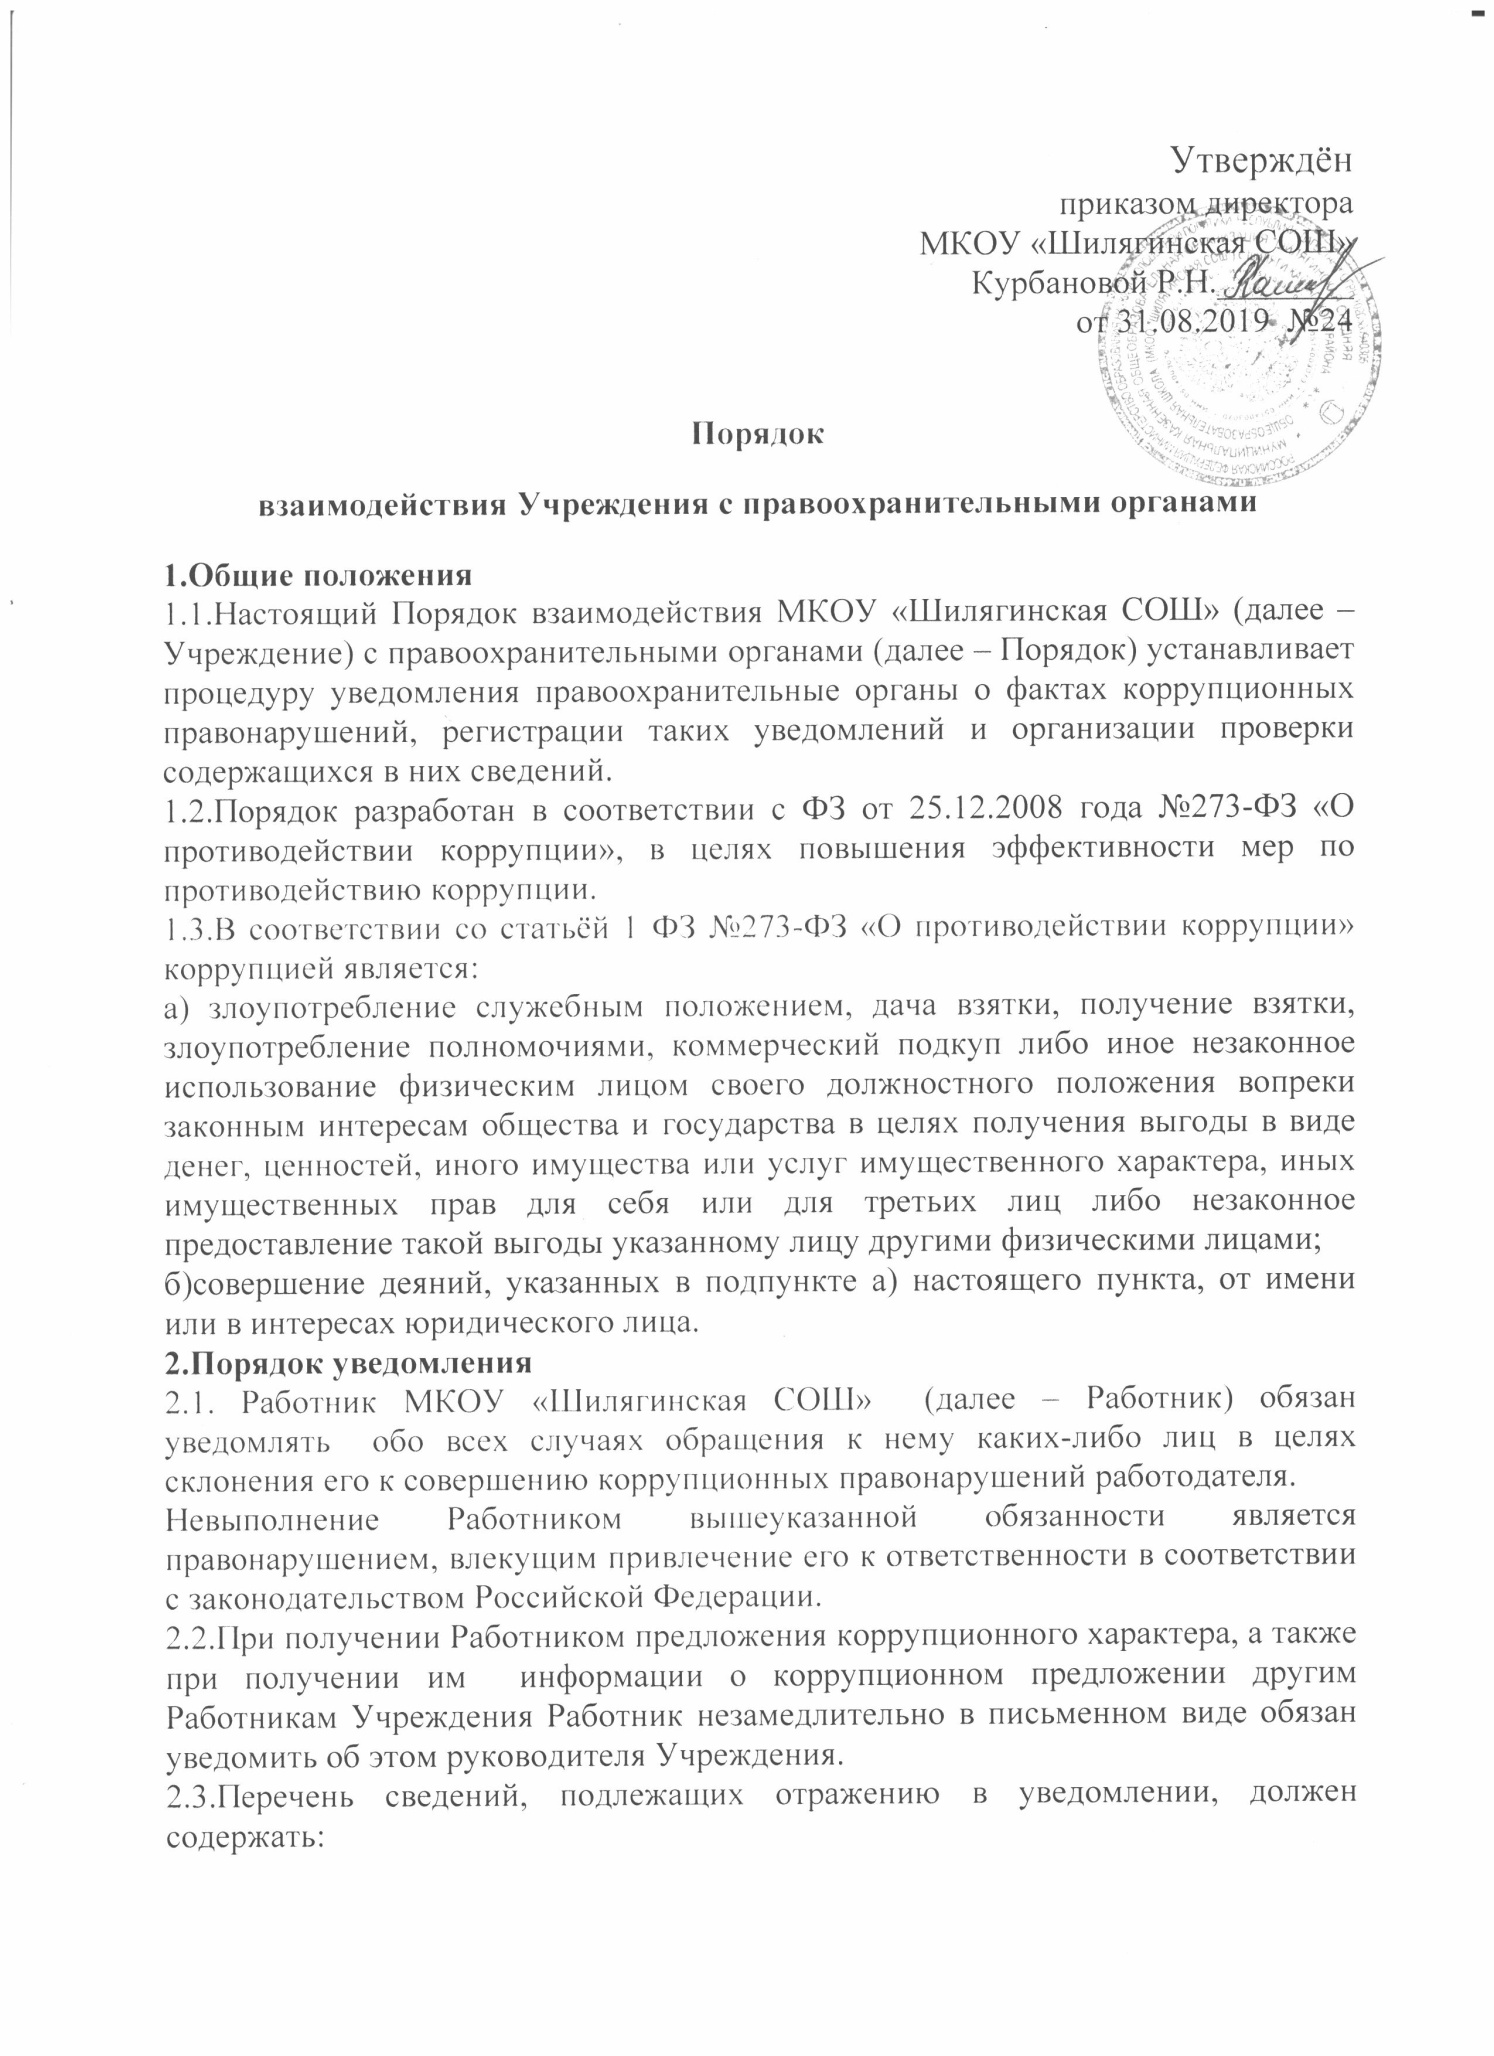 Утверждён
приказом директора
МКОУ «Шилягинская СОШ»
Курбановой Р.Н.
от 31.08.2019 №24
Порядок
взаимодействия Учреждения с правоохранительными органами
1.Общие положения
1.1.Настоящий Порядок взаимодействия МКОУ «Шилягинская СОШ» (далее –
Учреждение) с правоохранительными органами (далее – Порядок) устанавливает
процедуру уведомления правоохранительные органы о фактах коррупционных
правонарушений, регистрации таких уведомлений и организации проверки
содержащихся в них сведений.
1.2.Порядок разработан в соответствии с ФЗ от 25.12.2008 года №273-ФЗ «О
противодействии коррупции», в целях повышения эффективности мер по
противодействию коррупции.
1.3.В соответствии со статьёй 1 ФЗ №273-ФЗ «О противодействии коррупции»
коррупцией является:
а) злоупотребление служебным положением, дача взятки, получение взятки,
злоупотребление полномочиями, коммерческий подкуп либо иное незаконное
использование физическим лицом своего должностного положения вопреки
законным интересам общества и государства в целях получения выгоды в виде
денег, ценностей, иного имущества или услуг имущественного характера, иных
имущественных прав для себя или для третьих лиц либо незаконное
предоставление такой выгоды указанному лицу другими физическими лицами;
б)совершение деяний, указанных в подпункте а) настоящего пункта, от имени
или в интересах юридического лица.
2.Порядок уведомления
2.1. Работник МКОУ «Шилягинская СОШ» (далее – Работник) обязан
уведомлять обо всех случаях обращения к нему каких-либо лиц в целях
склонения его к совершению коррупционных правонарушений работодателя.
Невыполнение Работником вышеуказанной обязанности является
правонарушением, влекущим привлечение его к ответственности в соответствии
с законодательством Российской Федерации.
2.2.При получении Работником предложения коррупционного характера, а также
при получении им информации о коррупционном предложении другим
Работникам Учреждения Работник незамедлительно в письменном виде обязан
уведомить об этом руководителя Учреждения.
2.3.Перечень сведений, подлежащих отражению в уведомлении, должен
содержать: